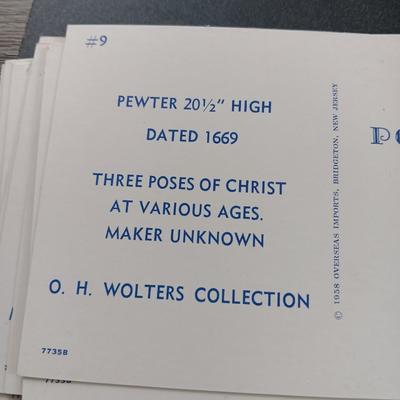 #9
PEWTER 20½" HIGH
DATED 1669
THREE POSES OF CHRIST
AT VARIOUS AGES.
MAKER UNKNOWN
O. H. WOLTERS COLLECTION
7735B
© 1958 OVERSEAS IMPORTS, BRIDGETON, NEW JERSEY